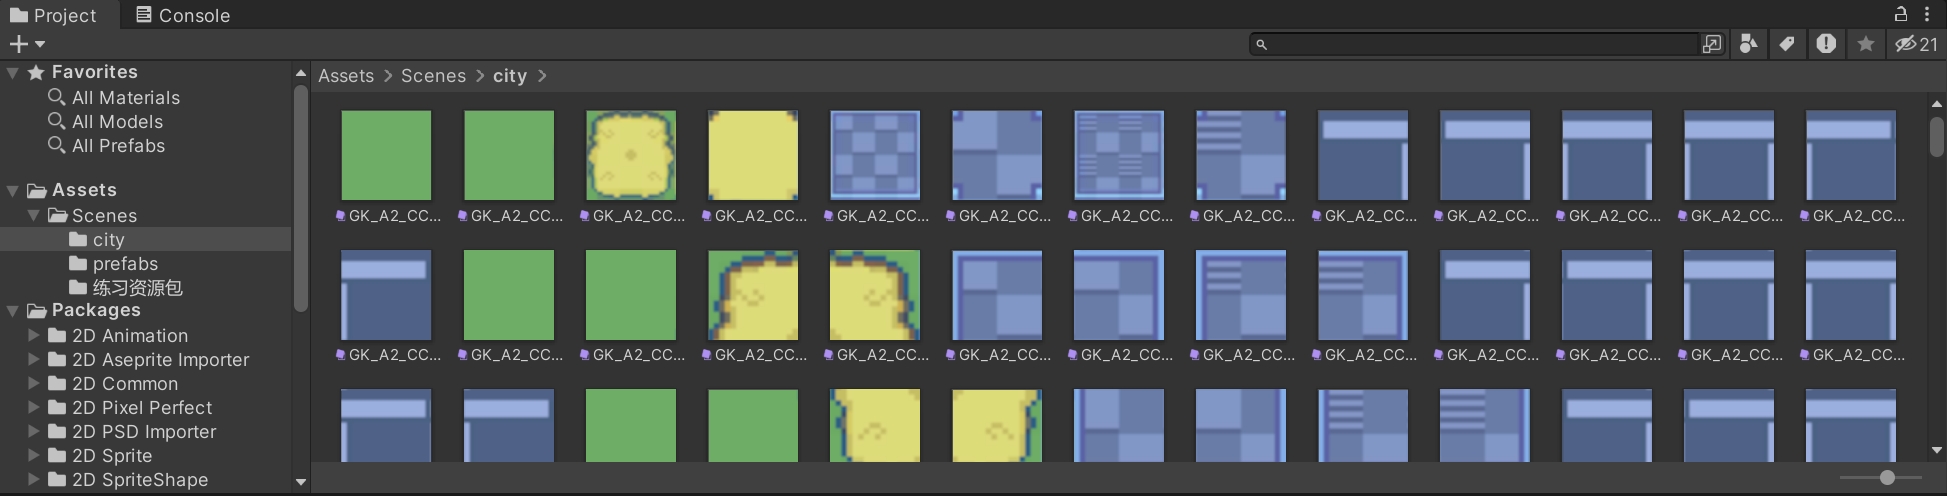 Project
Console
21
Favorites
All Materials
All Models
All Prefabs
Assets
Scenes
city
prefabs
练习资源包
Packages
2D Animation
2D Aseprite Importer
2D Common
2D Pixel Perfect
2D PSD Importer
2D Sprite
2D SpriteShape
Assets > Scenes > city >
GK_A2_CC... GK_A2_CC... GK_A2_CC... GK_A2_CC... GK_A2_CC... GK_A2_CC... GK_A2_CC... GK_A2_CC... GK_A2_CC... GK_A2_CC... GK_A2_CC... GK_A2_CC... GK_A2_CC...
GK_A2_CC... GK_A2_CC... GK_A2_CC... GK_A2_CC... GK_A2_CC... GK_A2_CC... GK_A2_CC... GK_A2_CC... GK_A2_CC... GK_A2_CC... GK_A2_CC... GK_A2_CC... GK_A2_CC...